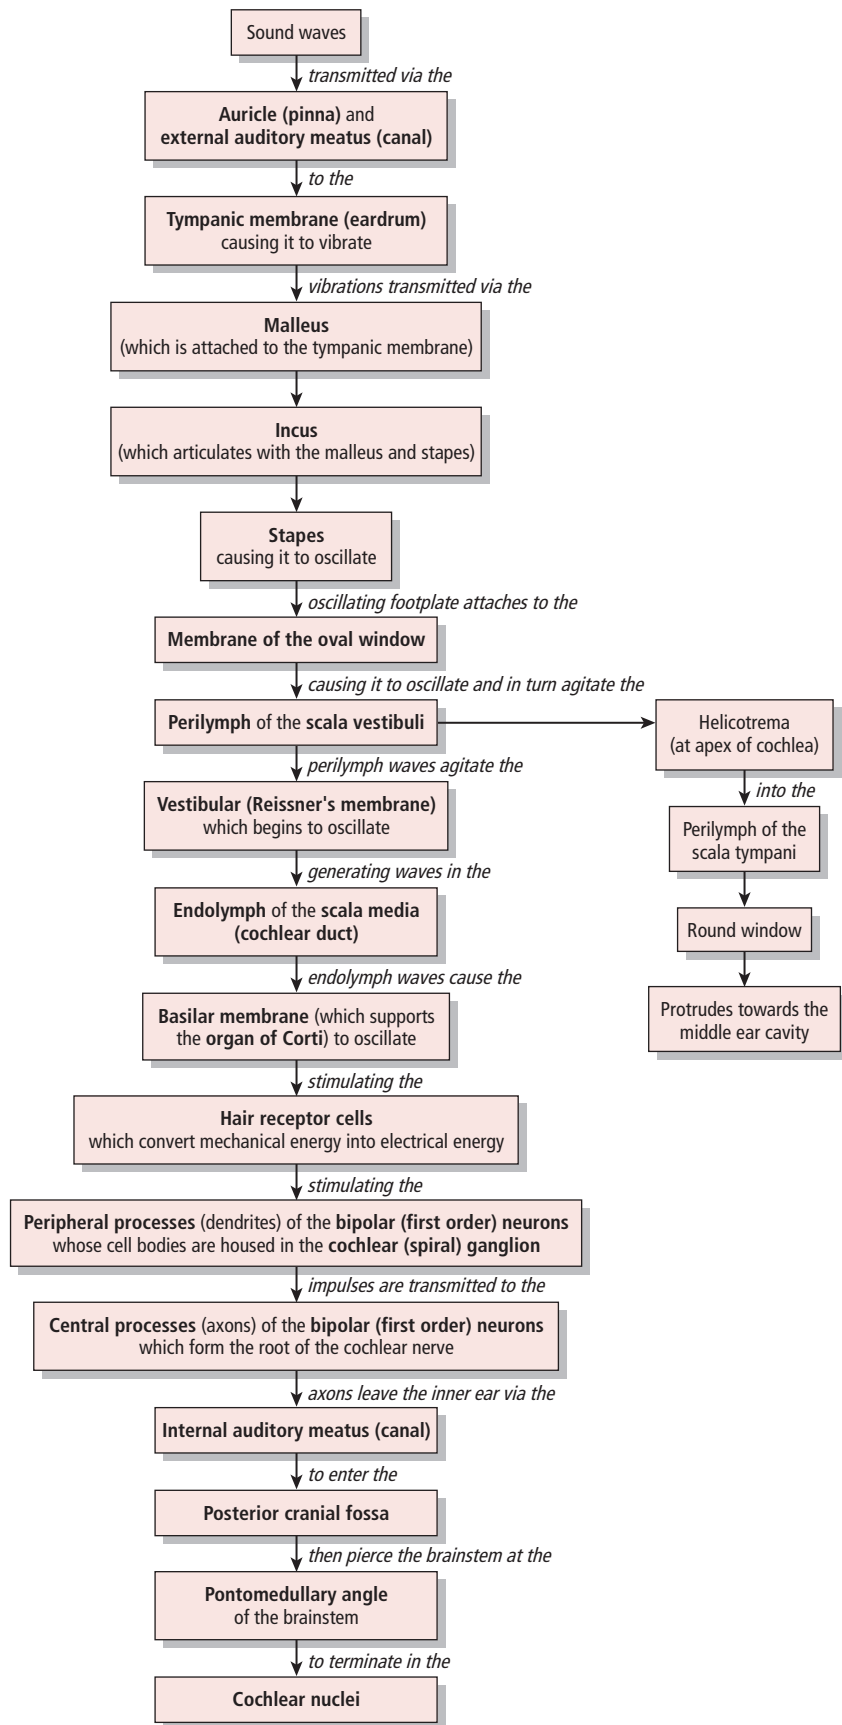 Sound waves
transmitted via the
Auricle (pinna) and
external auditory meatus (canal)
to the
Tympanic membrane (eardrum)
causing it to vibrate
vibrations transmitted via the
Malleus
(which is attached to the tympanic membrane)
Incus
(which articulates with the malleus and stapes)
Stapes
causing it to oscillate
oscillating footplate attaches to the
Membrane of the oval window
causing it to oscillate and in turn agitate the
Perilymph of the scala vestibuli
perilymph waves agitate the
Vestibular (Reissner's membrane)
which begins to oscillate
generating waves in the
Endolymph of the scala media
(cochlear duct)
endolymph waves cause the
Basilar membrane (which supports
the organ of Corti) to oscillate
stimulating the
Hair receptor cells
which convert mechanical energy into electrical energy
stimulating the
Peripheral processes (dendrites) of the bipolar (first order) neurons
whose cell bodies are housed in the cochlear (spiral) ganglion
impulses are transmitted to the
Central processes (axons) of the bipolar (first order) neurons
which form the root of the cochlear nerve
axons leave the inner ear via the
Internal auditory meatus (canal)
to enter the
Posterior cranial fossa
then pierce the brainstem at the
Pontomedullary angle
of the brainstem
to terminate in the
Cochlear nuclei
Helicotrema
(at apex of cochlea)
into the
Perilymph of the
scala tympani
Round window
Protrudes towards the
middle ear cavity